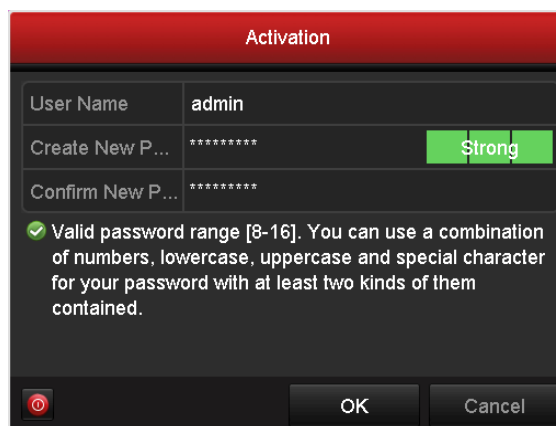 Activation
User Name admin
Create New P... ********* Strong
Confirm New P... *********
Valid password range [8-16]. You can use a combination
of numbers, lowercase, uppercase and special character
for your password with at least two kinds of them
contained.
OK Cancel